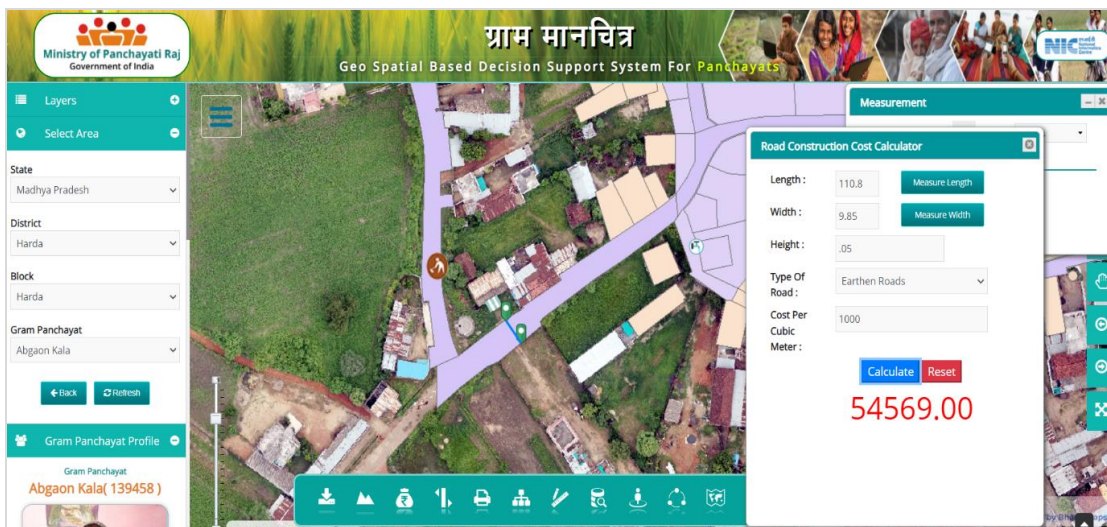 Ministry of Panchayati Raj
Government of India
ग्राम मानचित्र
Geo Spatial Based Decision Support System For Panchayats
NIC
Layers
Select Area
State
Madhya Pradesh
District
Harda
Block
Harda
Gram Panchayat
Abgaon Kala
Back
Refresh
Gram Panchayat Profile
Gram Panchayat
Abgaon Kala( 139458 )
Measurement
Road Construction Cost Calculator
Length :
110.8
Measure Length
Width :
9.85
Measure Width
Height :
.05
Type Of
Road :
Earthen Roads
Cost Per
Cubic
Meter :
1000
Calculate
Reset
54569.00